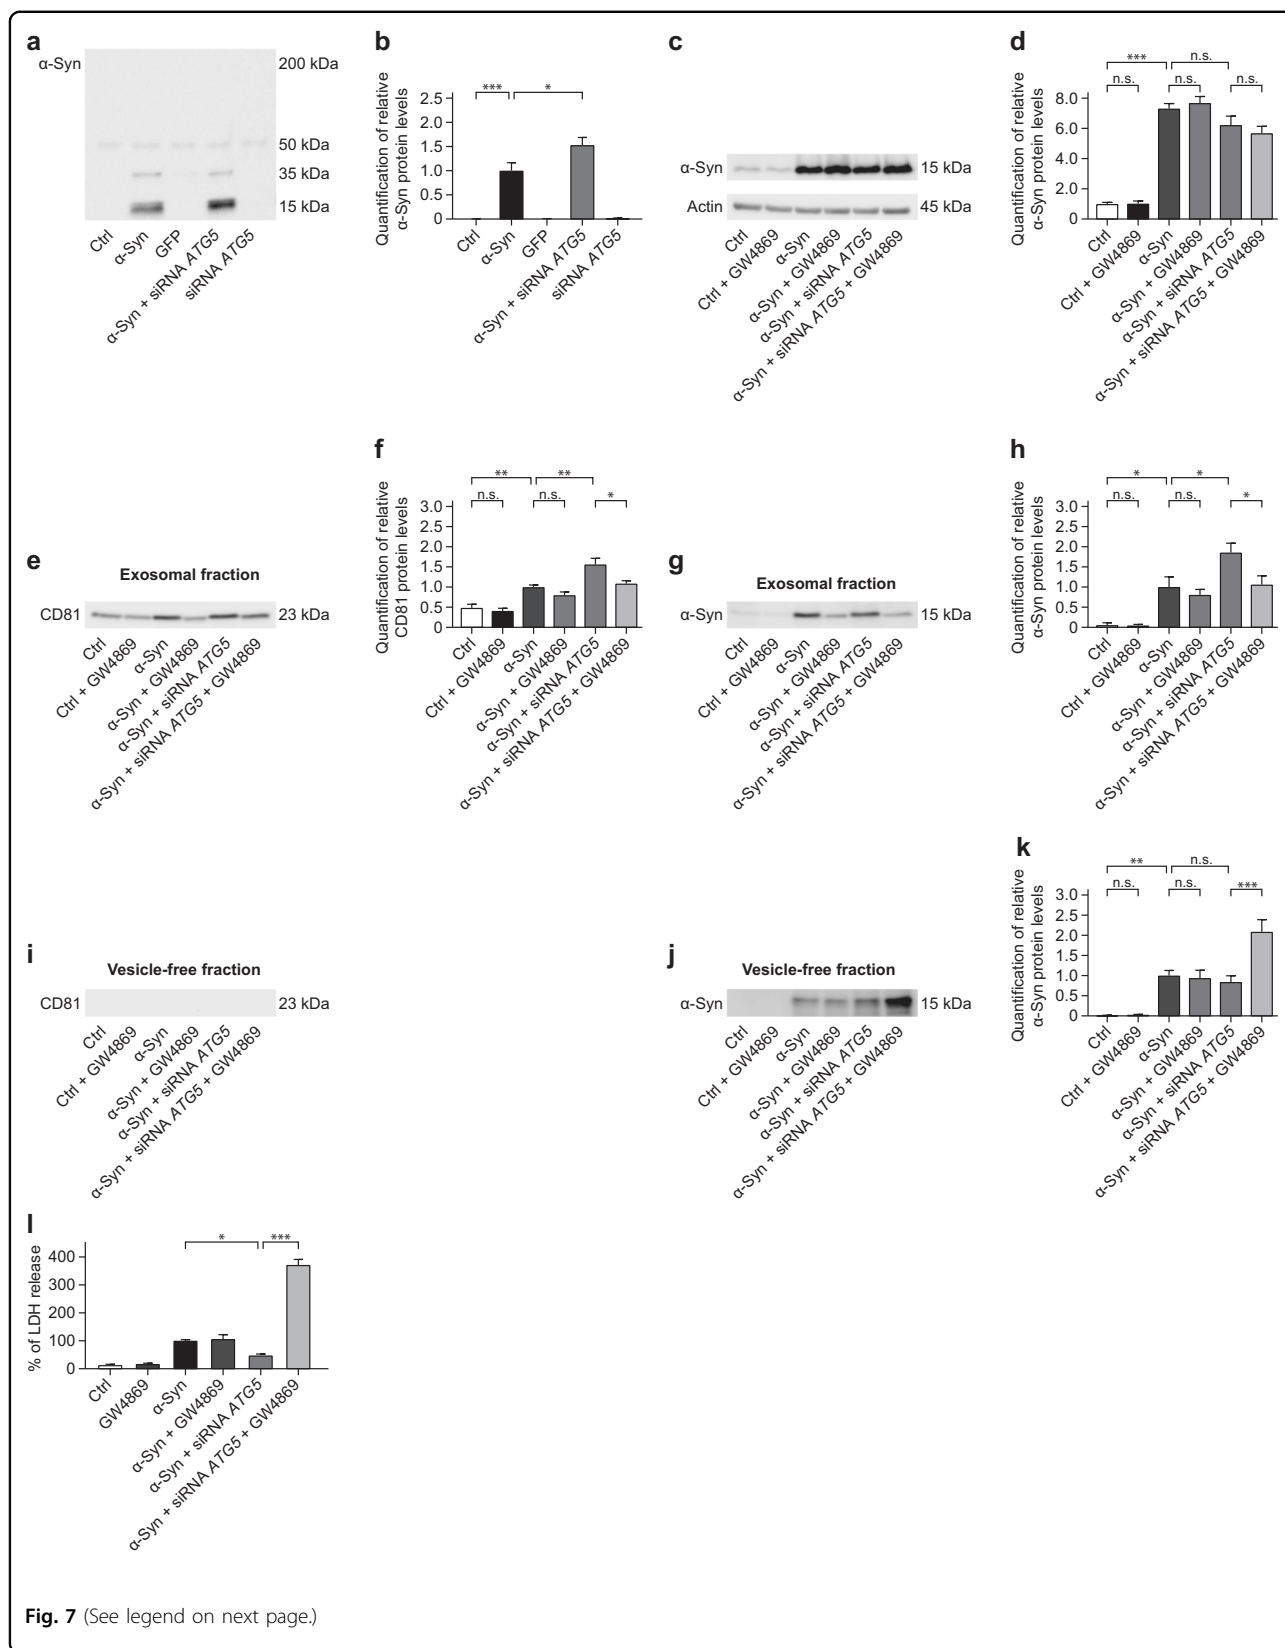 a
α-Syn
200 kDa
50 kDa
35 kDa
15 kDa
Ctrl
α-Syn
GFP
α-Syn + siRNA ATG5
siRNA ATG5
b
Quantification of relative
α-Syn protein levels
***
*
2.5
2.0
1.5
1.0
0.5
0
Ctrl
α-Syn
GFP
α-Syn + siRNA ATG5
siRNA ATG5
c
α-Syn
15 kDa
Actin
45 kDa
Ctrl
Ctrl + GW4869
α-Syn
α-Syn + GW4869
α-Syn + siRNA ATG5
α-Syn + siRNA ATG5 + GW4869
d
Quantification of relative
α-Syn protein levels
***
n.s.
n.s.
n.s.
n.s.
8.0
6.0
4.0
2.0
0
Ctrl
Ctrl + GW4869
α-Syn
α-Syn + GW4869
α-Syn + siRNA ATG5
α-Syn + siRNA ATG5 + GW4869
e
Exosomal fraction
CD81
23 kDa
Ctrl
Ctrl + GW4869
α-Syn
α-Syn + GW4869
α-Syn + siRNA ATG5
α-Syn + siRNA ATG5 + GW4869
f
Quantification of relative
CD81 protein levels
**
**
n.s.
n.s.
*
3.0
2.5
2.0
1.5
1.0
0.5
0
Ctrl
Ctrl + GW4869
α-Syn
α-Syn + GW4869
α-Syn + siRNA ATG5
α-Syn + siRNA ATG5 + GW4869
g
Exosomal fraction
α-Syn
15 kDa
Ctrl
Ctrl + GW4869
α-Syn
α-Syn + GW4869
α-Syn + siRNA ATG5
α-Syn + siRNA ATG5 + GW4869
h
Quantification of relative
α-Syn protein levels
*
*
n.s.
n.s.
*
3.0
2.5
2.0
1.5
1.0
0.5
0
Ctrl
Ctrl + GW4869
α-Syn
α-Syn + GW4869
α-Syn + siRNA ATG5
α-Syn + siRNA ATG5 + GW4869
i
Vesicle-free fraction
CD81
23 kDa
Ctrl
Ctrl + GW4869
α-Syn
α-Syn + GW4869
α-Syn + siRNA ATG5
α-Syn + siRNA ATG5 + GW4869
j
Vesicle-free fraction
α-Syn
15 kDa
Ctrl
Ctrl + GW4869
α-Syn
α-Syn + GW4869
α-Syn + siRNA ATG5
α-Syn + siRNA ATG5 + GW4869
k
Quantification of relative
α-Syn protein levels
**
n.s.
n.s.
n.s.
***
3.0
2.5
2.0
1.5
1.0
0.5
0
Ctrl
Ctrl + GW4869
α-Syn
α-Syn + GW4869
α-Syn + siRNA ATG5
α-Syn + siRNA ATG5 + GW4869
l
% of LDH release
*
***
400
300
200
100
0
Ctrl
GW4869
α-Syn
α-Syn + GW4869
α-Syn + siRNA ATG5
α-Syn + siRNA ATG5 + GW4869
Fig. 7 (See legend on next page.)